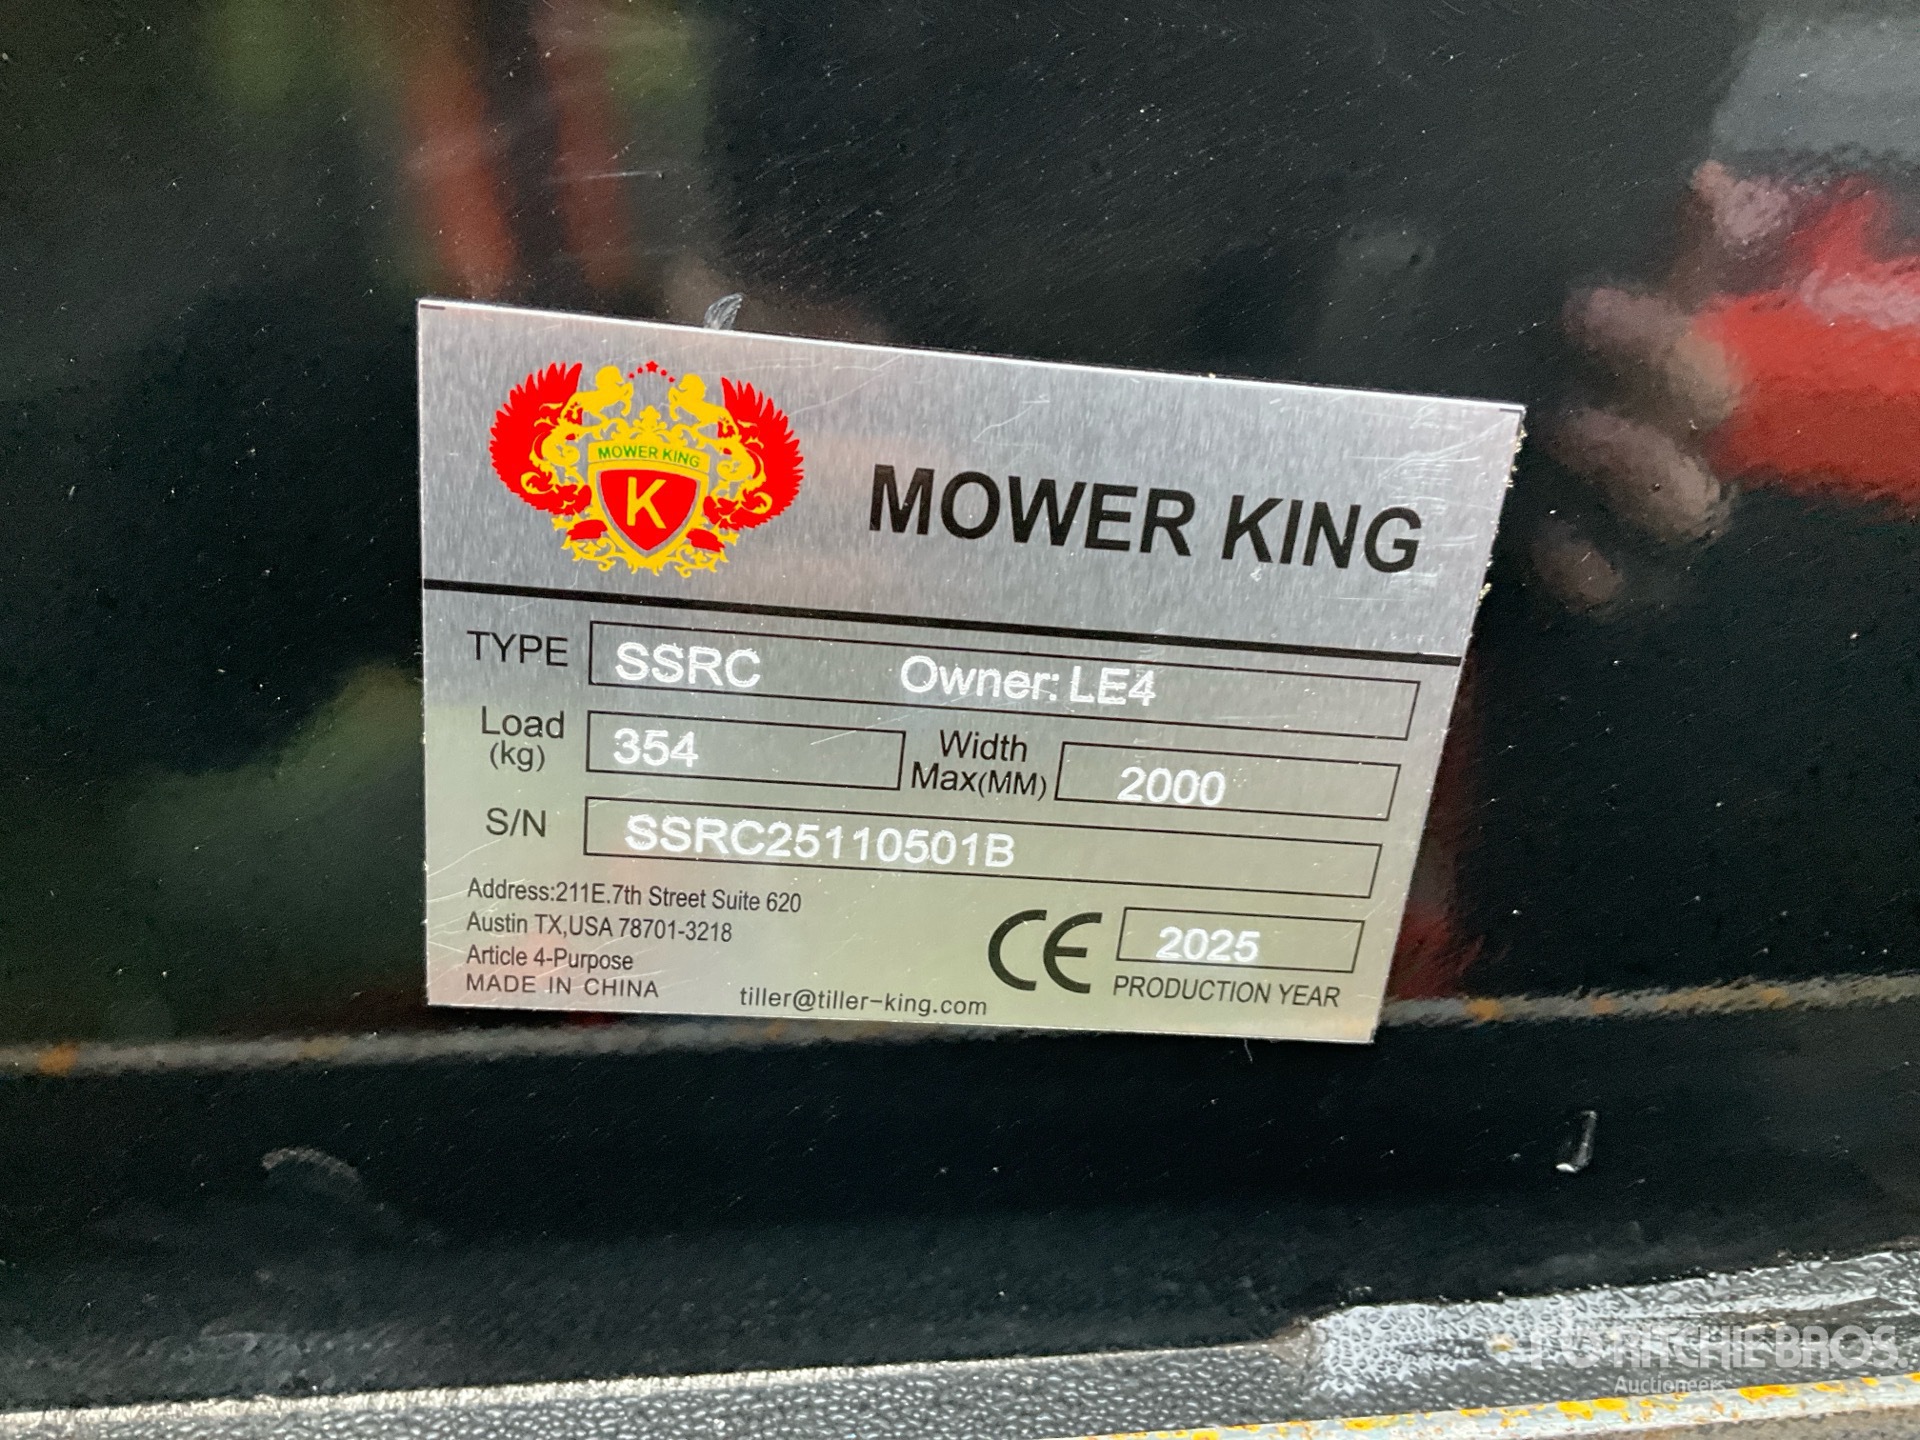 MOWER KING
K
MOWER KING
TYPE SSRC Owner: LE4
Load (kg) 354 Width Max(MM) 2000
S/N SSRC25110501B
Address:211E.7th Street Suite 620
Austin TX,USA 78701-3218
Article 4-Purpose
MADE IN CHINA
tiller@tiller-king.com
CE 2025
PRODUCTION YEAR
RITCHIE BROS.
Auctioneers